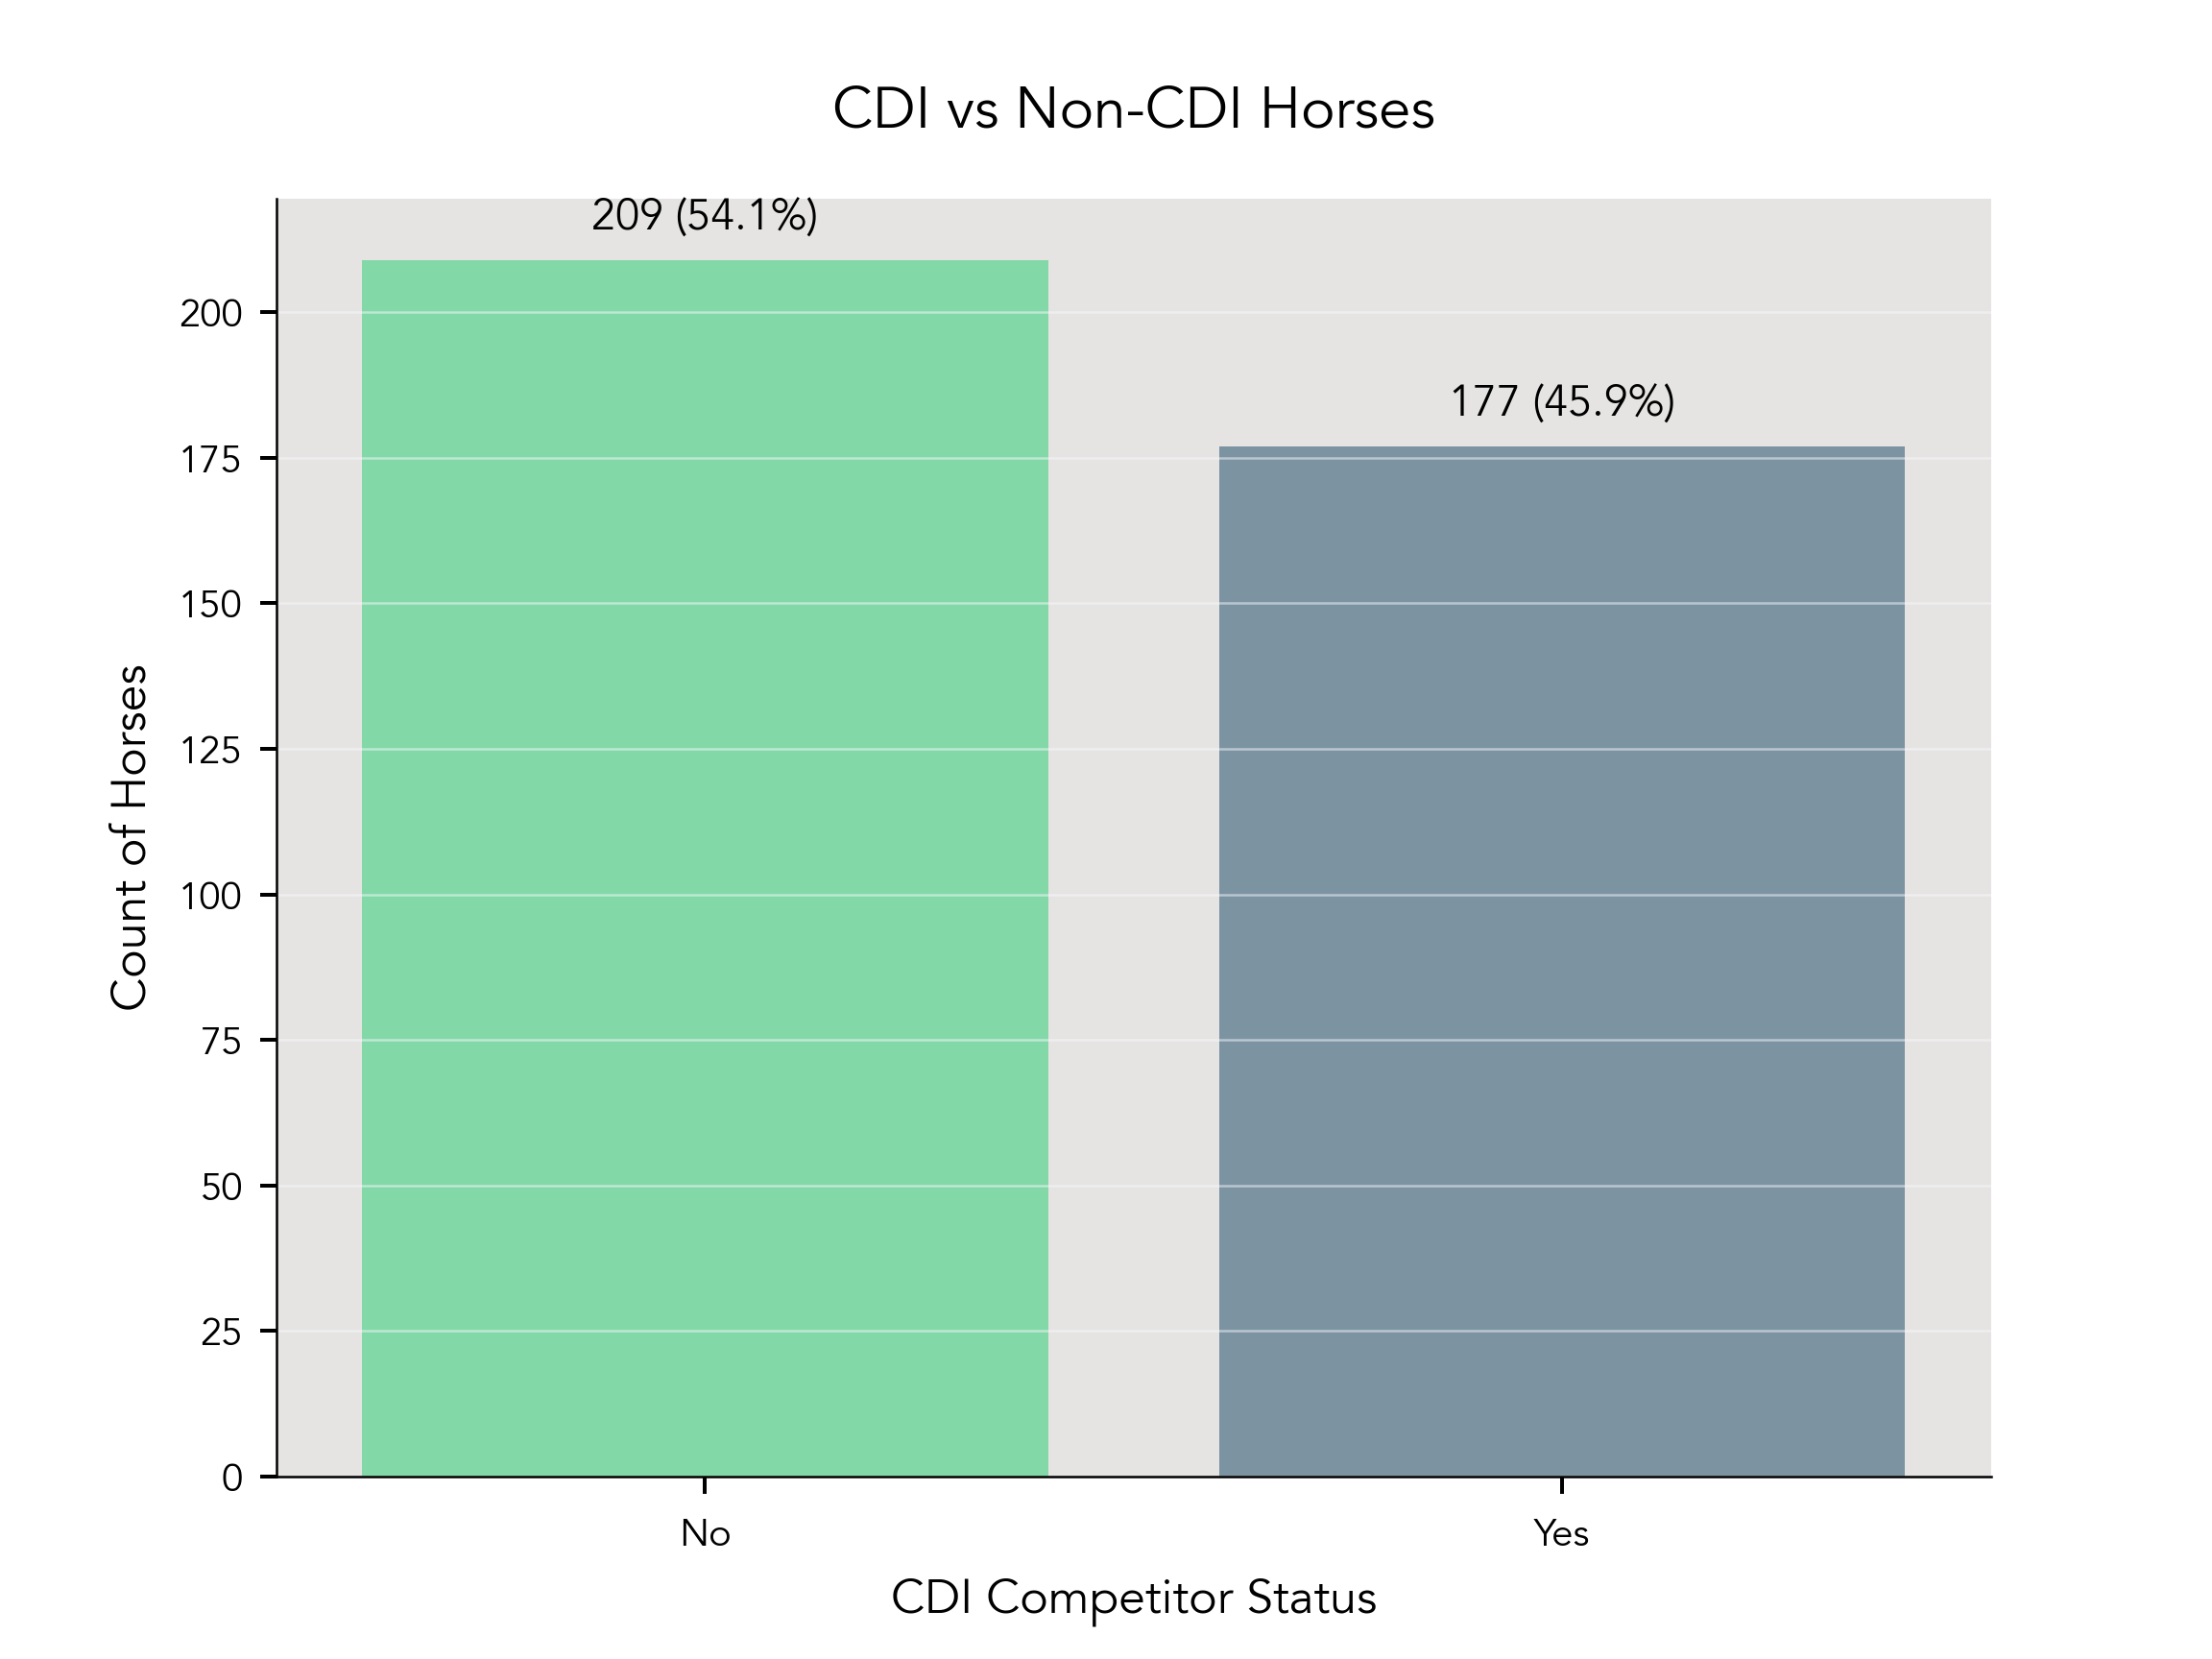 CDI vs Non-CDI Horses
209 (54.1%)
177 (45.9%)
200
175
150
125
100
75
50
25
0
Count of Horses
No
Yes
CDI Competitor Status